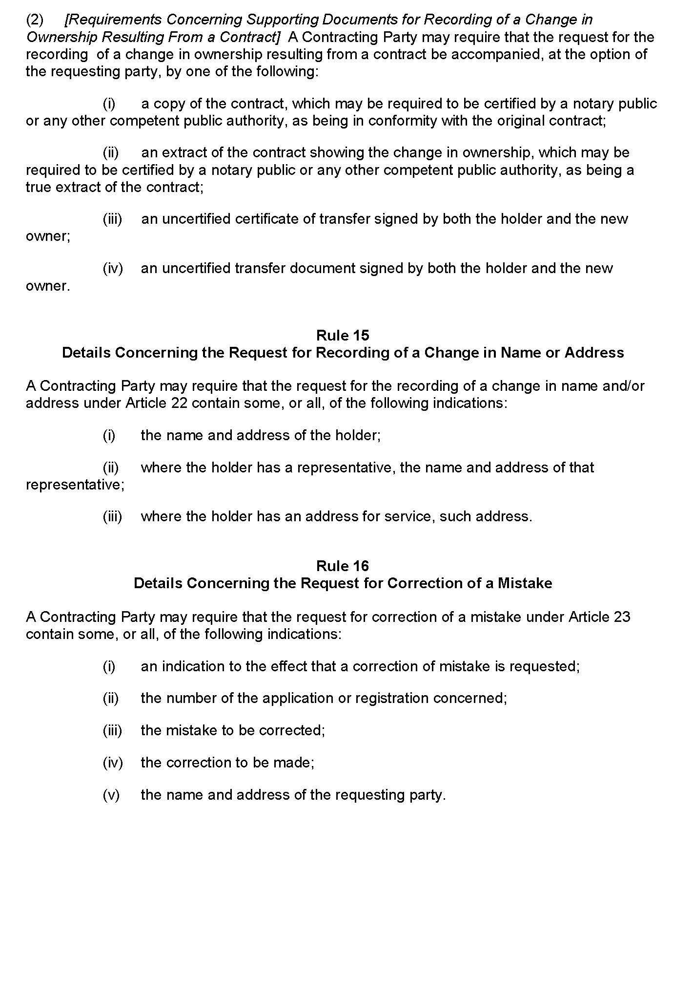 (2) [Requirements Concerning Supporting Documents for Recording of a Change in
Ownership Resulting From a Contract] A Contracting Party may require that the request for the
recording of a change in ownership resulting from a contract be accompanied, at the option of
the requesting party, by one of the following:
(i) a copy of the contract, which may be required to be certified by a notary public
or any other competent public authority, as being in conformity with the original contract;
(ii) an extract of the contract showing the change in ownership, which may be
required to be certified by a notary public or any other competent public authority, as being a
true extract of the contract;
(iii) an uncertified certificate of transfer signed by both the holder and the new
owner;
(iv) an uncertified transfer document signed by both the holder and the new
owner.
Rule 15
Details Concerning the Request for Recording of a Change in Name or Address
A Contracting Party may require that the request for the recording of a change in name and/or
address under Article 22 contain some, or all, of the following indications:
(i) the name and address of the holder;
(ii) where the holder has a representative, the name and address of that
representative;
(iii) where the holder has an address for service, such address.
Rule 16
Details Concerning the Request for Correction of a Mistake
A Contracting Party may require that the request for correction of a mistake under Article 23
contain some, or all, of the following indications:
(i) an indication to the effect that a correction of mistake is requested;
(ii) the number of the application or registration concerned;
(iii) the mistake to be corrected;
(iv) the correction to be made;
(v) the name and address of the requesting party.